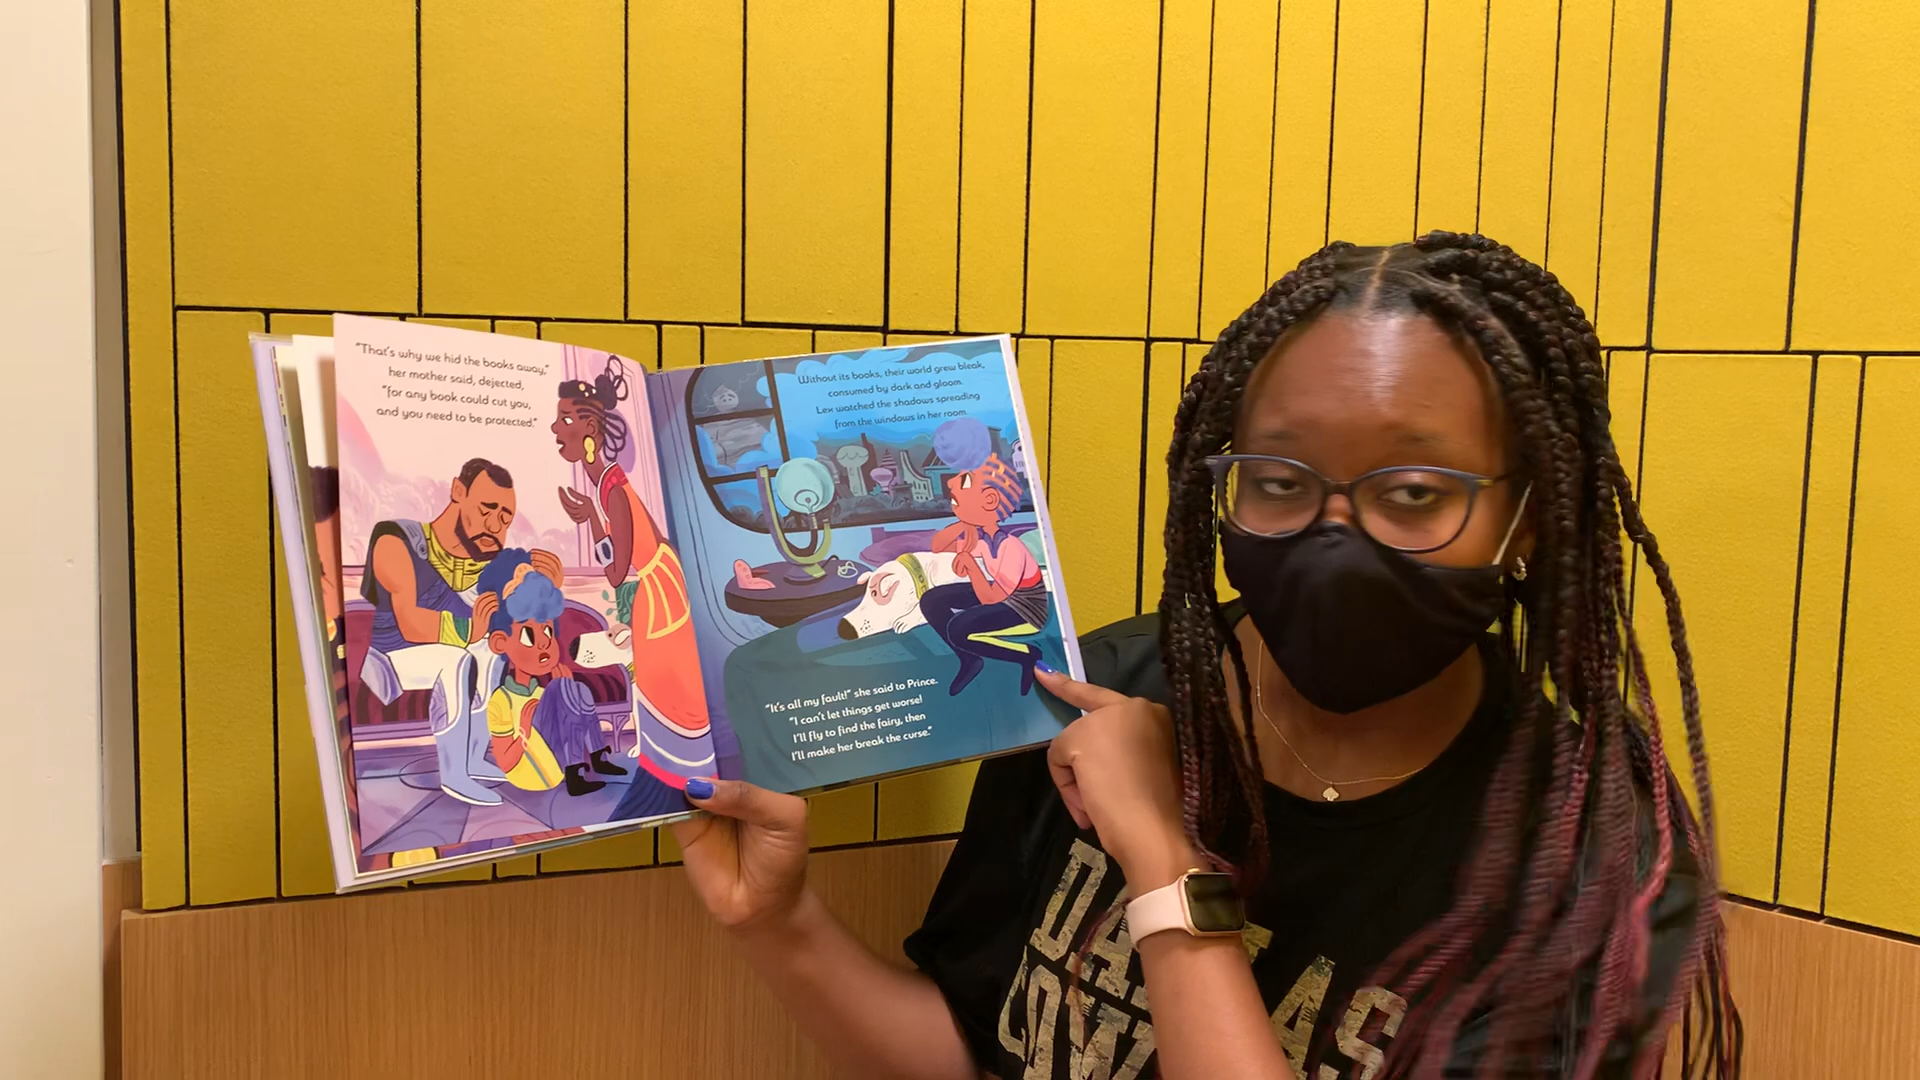 "That's why we hid the books away,"
her mother said, dejected,
"for any book could cut you,
and you need to be protected."
Without its books, their world grew bleak,
consumed by dark and gloom.
Lex watched the shadows spreading
from the windows in her room.
"It's all my fault!" she said to Prince.
"I can't let things get worse!
I'll fly to find the fairy, then
I'll make her break the curse."